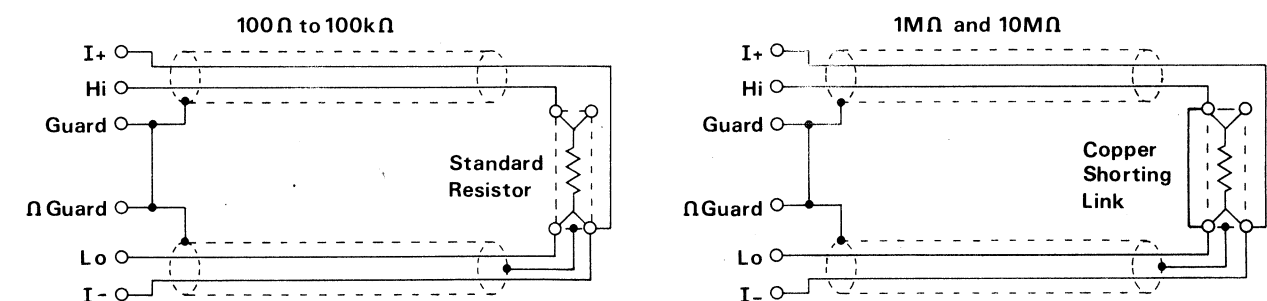 100Ω to 100kΩ
I+
Hi
Guard
Standard
Resistor
Ω Guard
Lo
I-
1MΩ and 10MΩ
I+
Hi
Guard
Copper
Shorting
Link
ΩGuard
Lo
I-